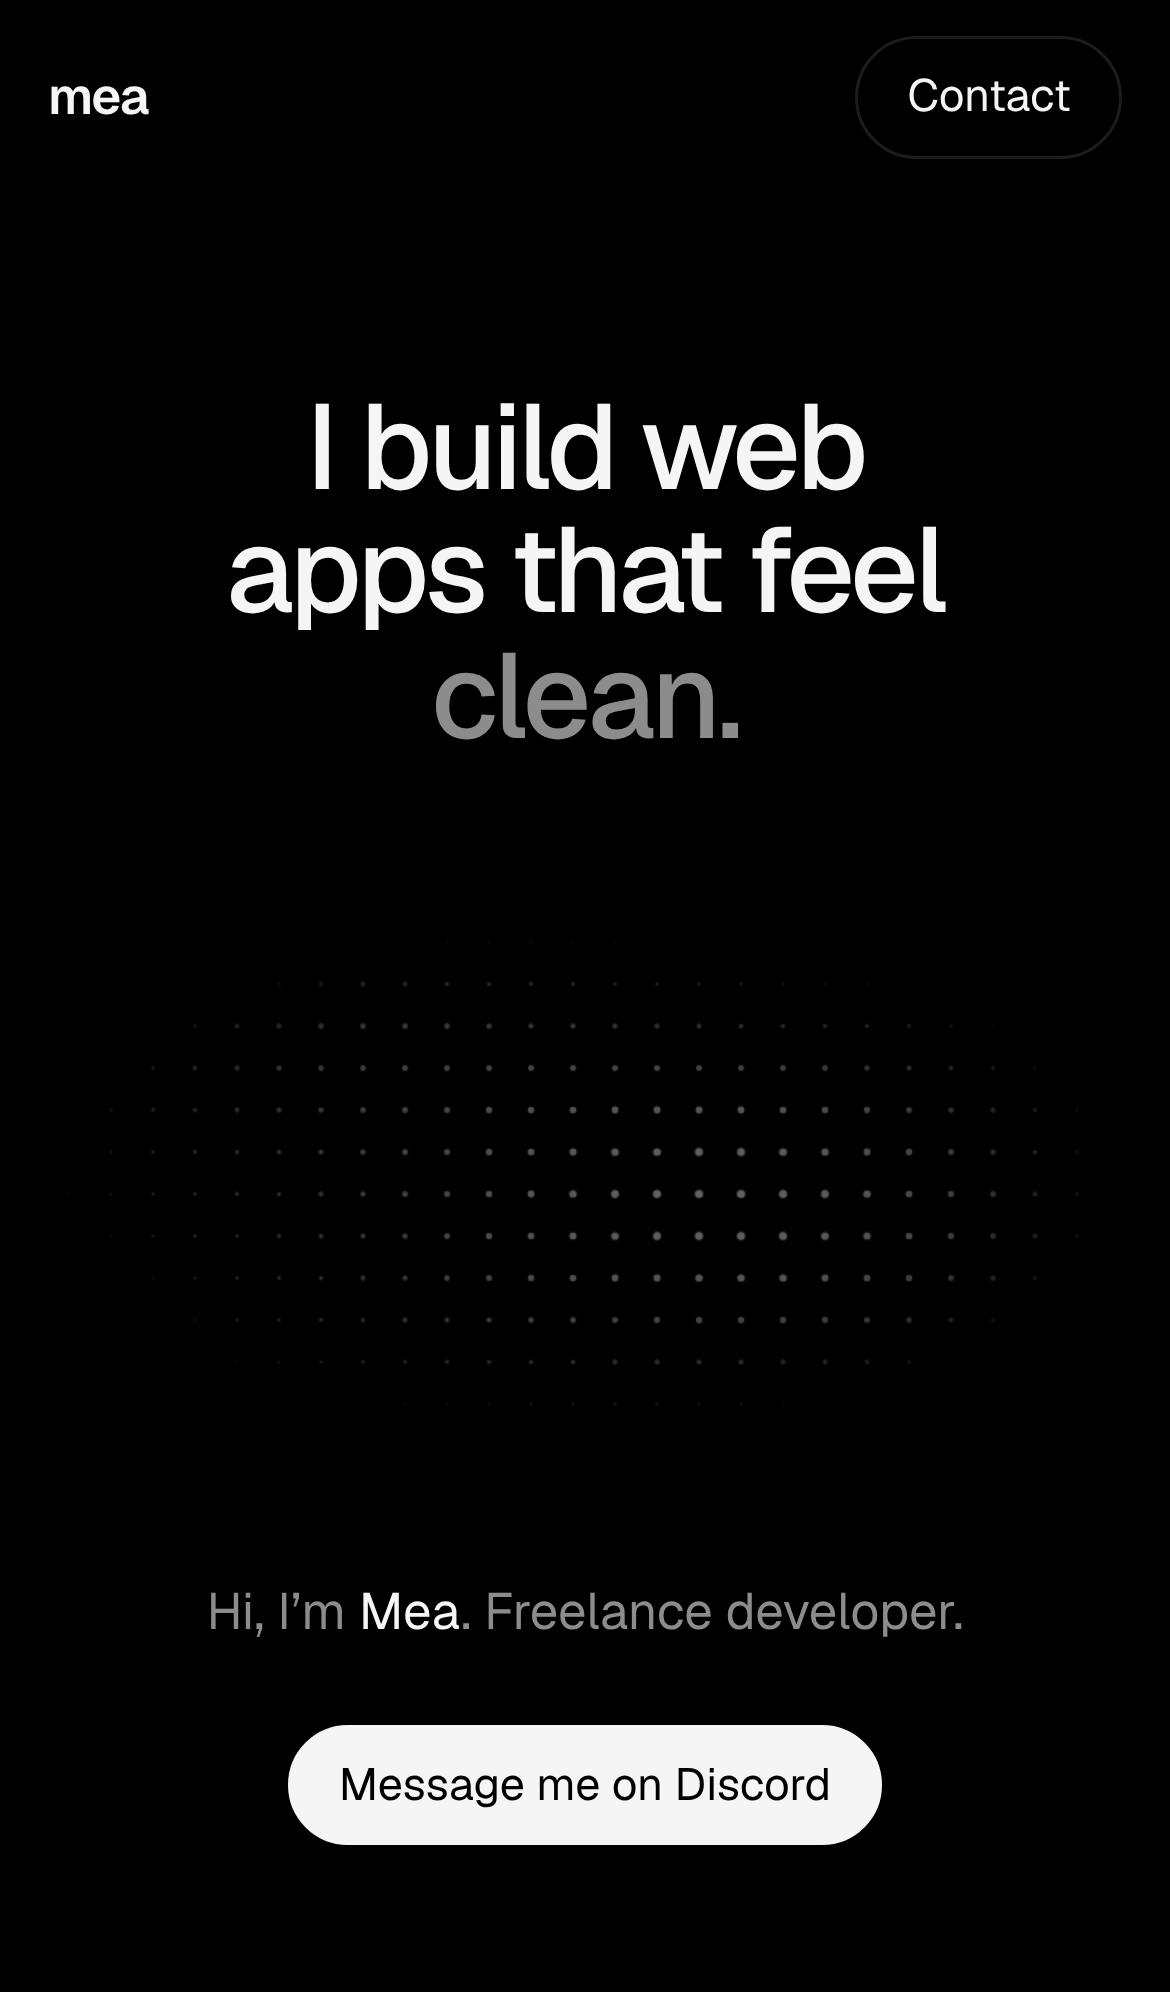 mea
Contact
I build web
apps that feel
clean.
Hi, I’m Mea. Freelance developer.
Message me on Discord